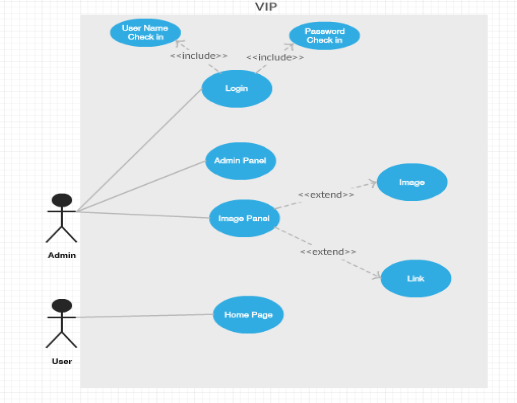 VIP
User Name
Check in
Password
Check in
<<include>>
<<include>>
Login
Admin Panel
Image
<<extend>>
Image Panel
Admin
<<extend>>
Link
Home Page
User